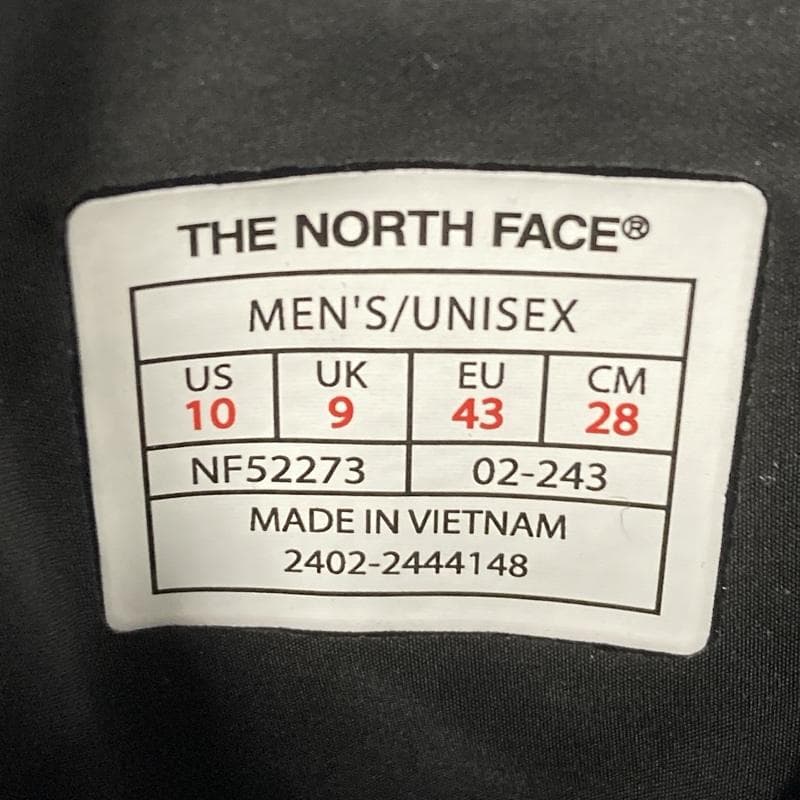 THE NORTH FACE®
MEN'S/UNISEX
US UK EU CM
10 9 43 28
NF52273 02-243
MADE IN VIETNAM
2402-2444148